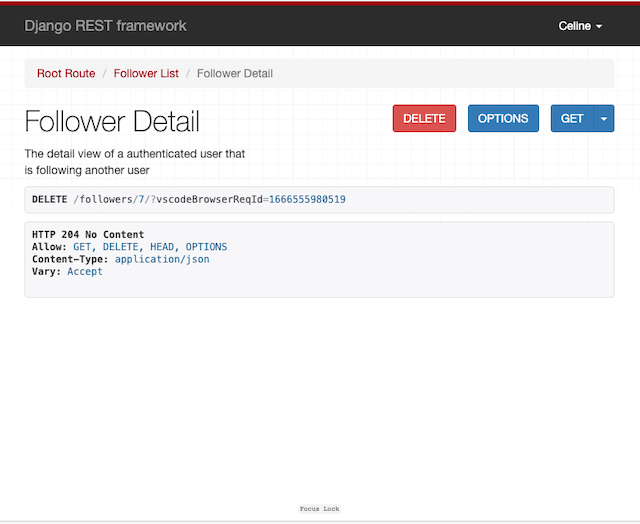 Django REST framework
Celine
Root Route / Follower List / Follower Detail
Follower Detail
DELETE
OPTIONS
GET
The detail view of a authenticated user that
is following another user
DELETE /followers/7/?vscodeBrowserReqId=1666555980519
HTTP 204 No Content
Allow: GET, DELETE, HEAD, OPTIONS
Content-Type: application/json
Vary: Accept
Focus Lock